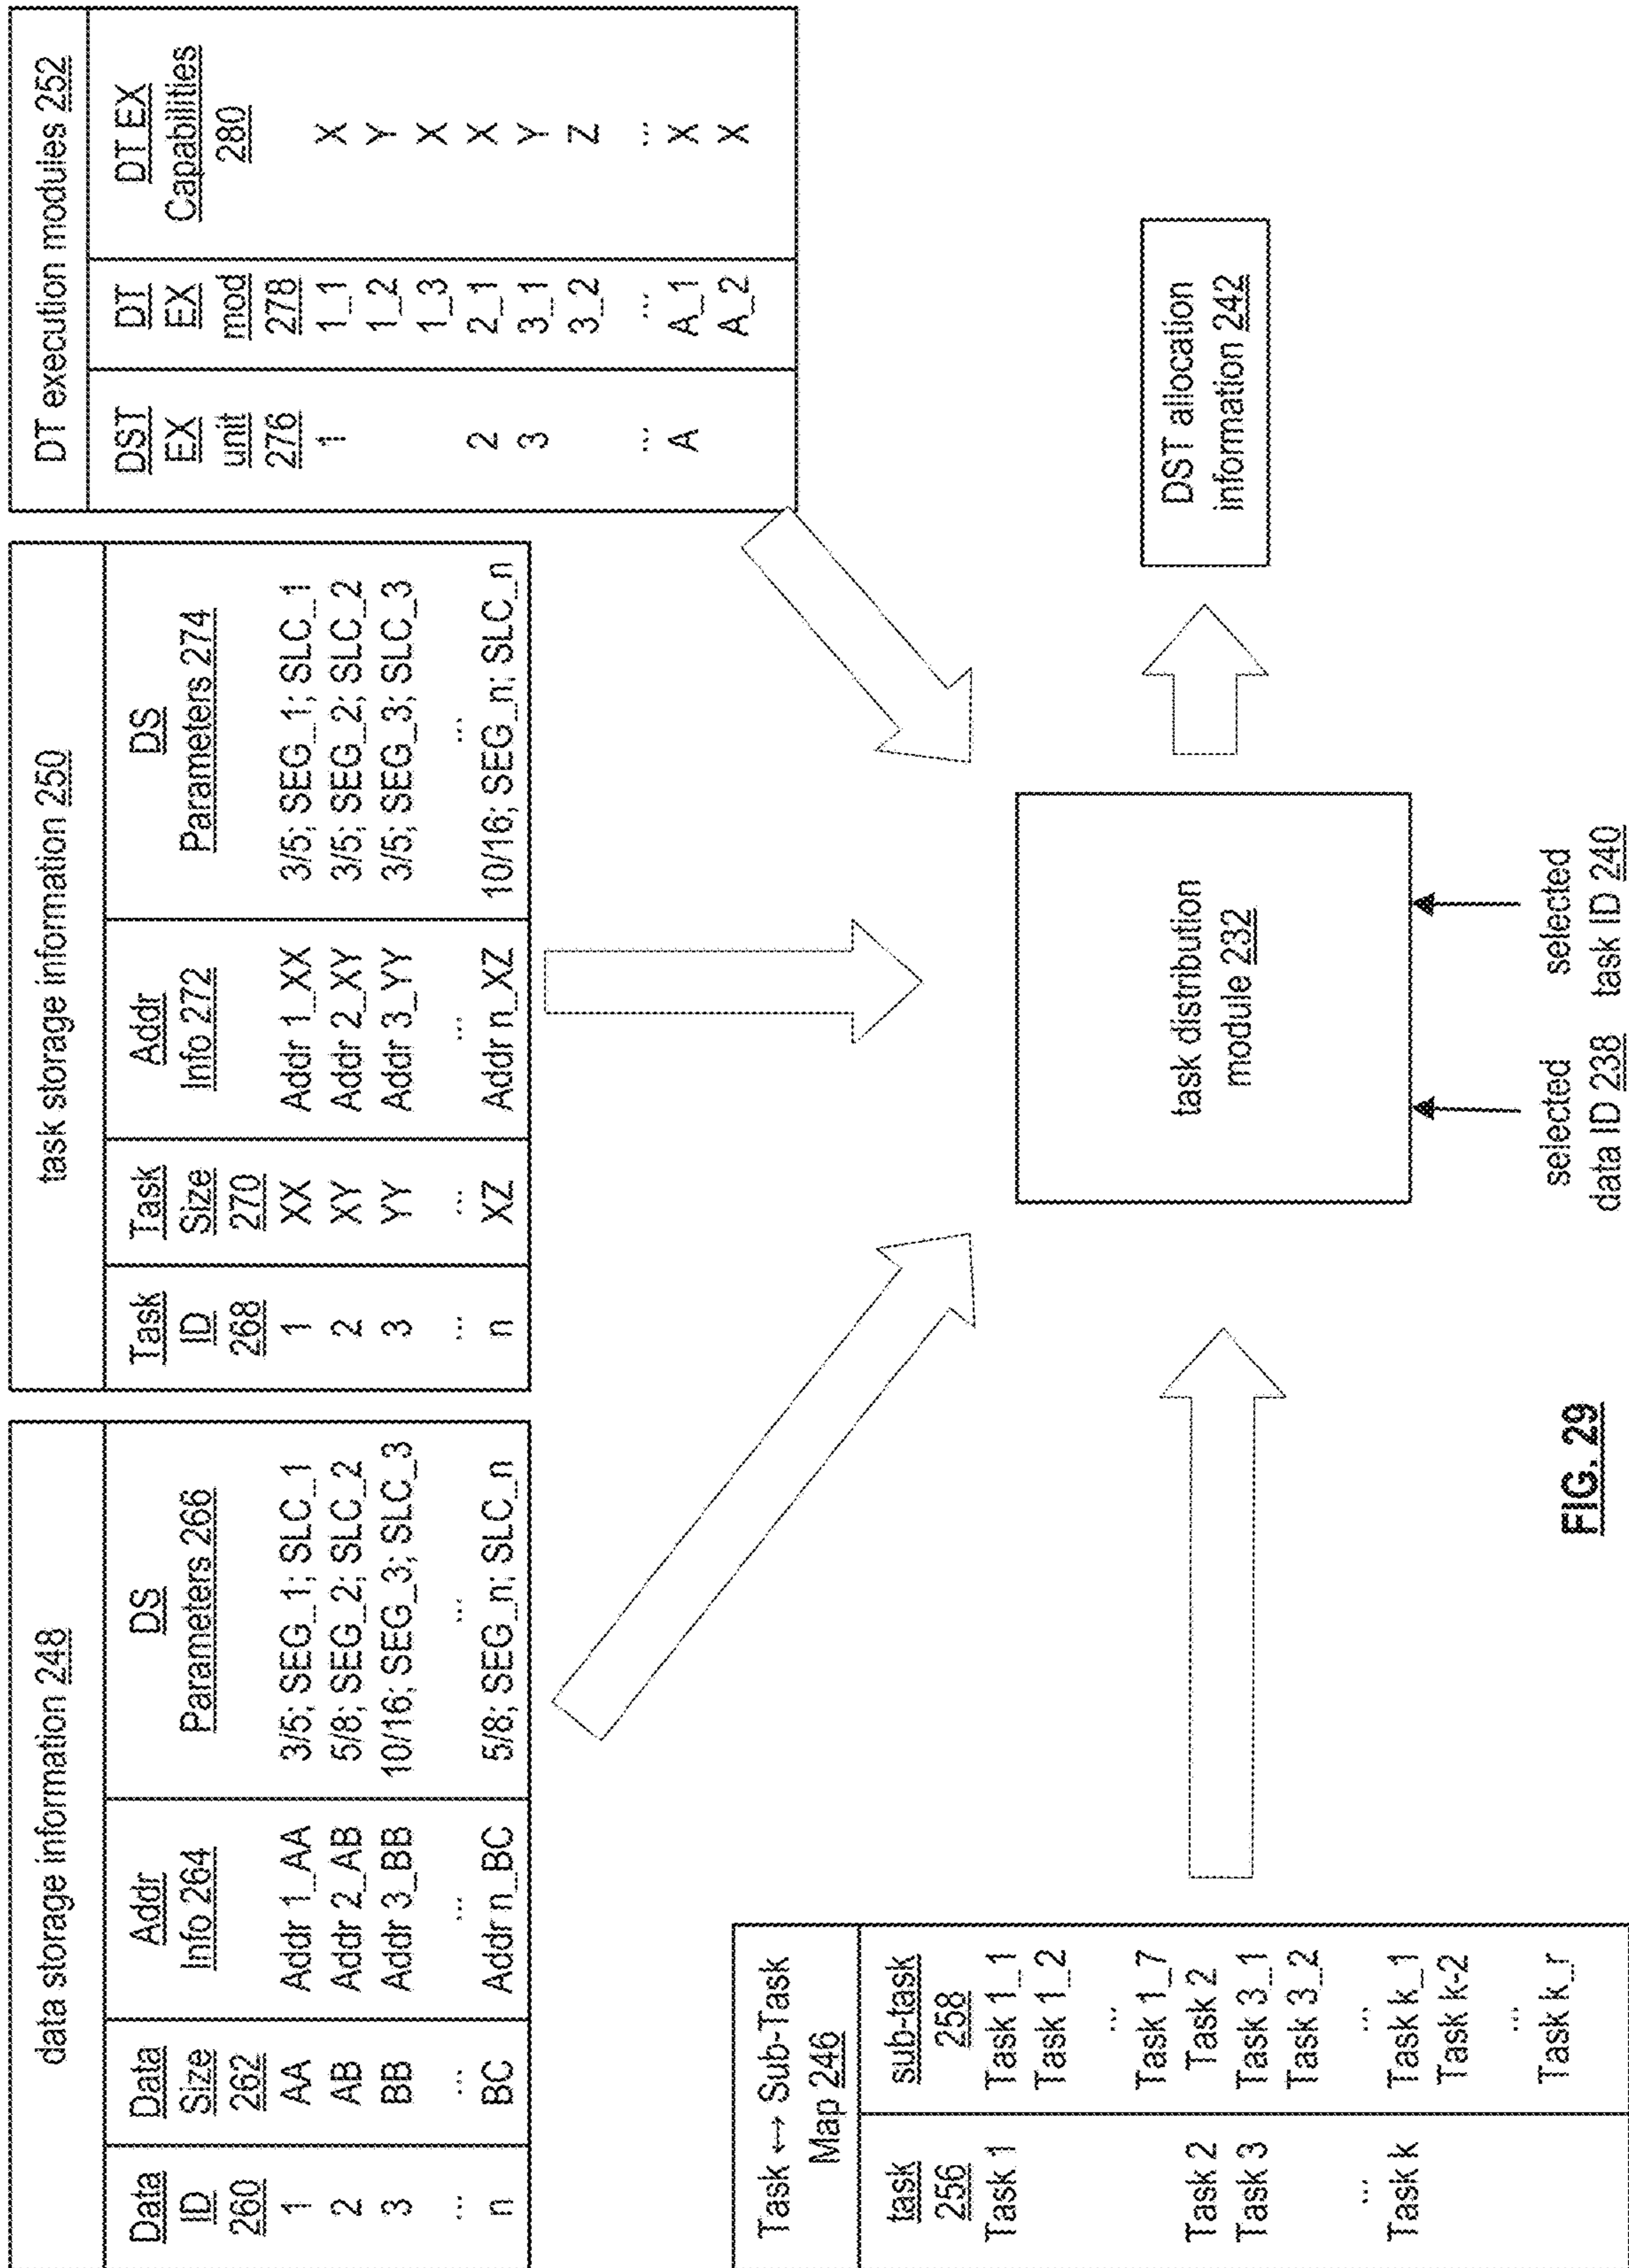 data storage information 248
Data ID 260 Data Size 262 Addr Info 264 DS Parameters 266
1 AA Addr 1_AA 3/5; SEG_1; SLC_1
2 AB Addr 2_AB 5/8; SEG_2; SLC_2
3 BB Addr 3_BB 10/16; SEG_3; SLC_3
... ... ... ...
n BC Addr n_BC 5/8; SEG_n; SLC_n
task storage information 250
Task ID 268 Task Size 270 Addr Info 272 DS Parameters 274
1 XX Addr 1_XX 3/5; SEG_1; SLC_1
2 XY Addr 2_XY 3/5; SEG_2; SLC_2
3 YY Addr 3_YY 3/5; SEG_3; SLC_3
... ... ... ...
n XZ Addr n_XZ 10/16; SEG_n; SLC_n
DT execution modules 252
DST EX unit 276 DT EX mod 278 DT EX Capabilities 280
1 1_1 X
1_2 Y
1_3 X
2 2_1 X
3 3_1 Y
3_2 Z
... ... ...
A A_1 X
A_2 X
Task ↔ Sub-Task
Map 246
task 256 sub-task 258
Task 1 Task 1_1
Task 1_2
...
Task 1_7
Task 2 Task 2
Task 3 Task 3_1
Task 3_2
... ...
Task k Task k_1
Task k-2
...
Task k_r
task distribution
module 232
selected
data ID 238
selected
task ID 240
DST allocation
information 242
FIG. 29